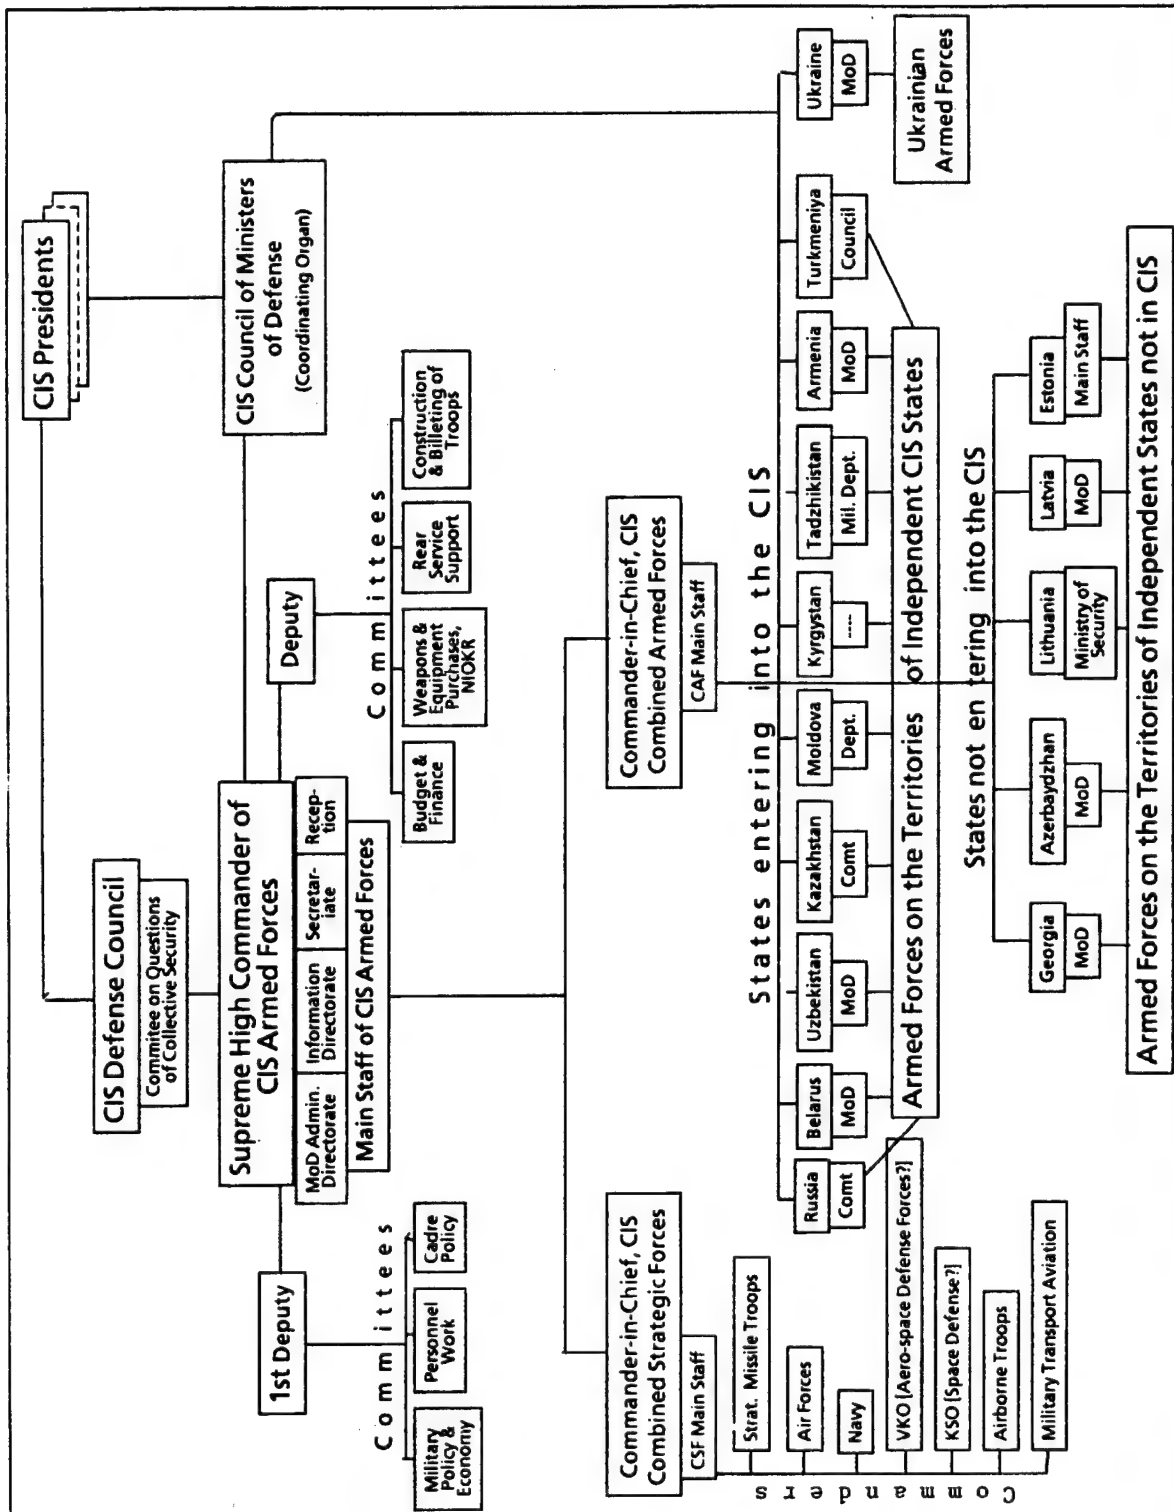 CIS Presidents
CIS Defense Council
Commitee on Questions
of Collective Security
CIS Council of Ministers
of Defense
(Coordinating Organ)
Supreme High Commander of
CIS Armed Forces
MoD Admin.
Directorate
Information
Directorate
Secretar-
iate
Recep-
tion
Main Staff of CIS Armed Forces
1st Deputy
Committees
Military
Policy &
Economy
Personnel
Work
Cadre
Policy
Deputy
Committees
Budget &
Finance
Weapons &
Equipment
Purchases,
NIOKR
Rear
Service
Support
Construction
& Billeting of
Troops
Commander-in-Chief, CIS
Combined Strategic Forces
CSF Main Staff
Commanders
Strat. Missile Troops
Air Forces
Navy
VKO [Aero-space Defense Forces?]
KSO [Space Defense?]
Airborne Troops
Military Transport Aviation
Commander-in-Chief, CIS
Combined Armed Forces
CAF Main Staff
States entering into the CIS
Russia
Comt
Belarus
MoD
Uzbekistan
MoD
Kazakhstan
Comt
Moldova
Dept.
Kyrgystan
----
Tadzhikistan
Mil. Dept.
Armenia
MoD
Turkmeniya
Council
Ukraine
MoD
Ukrainian
Armed Forces
Armed Forces on the Territories of Independent CIS States
States not entering into the CIS
Georgia
MoD
Azerbaydzhan
MoD
Lithuania
Ministry of
Security
Latvia
MoD
Estonia
Main Staff
Armed Forces on the Territories of Independent States not in CIS